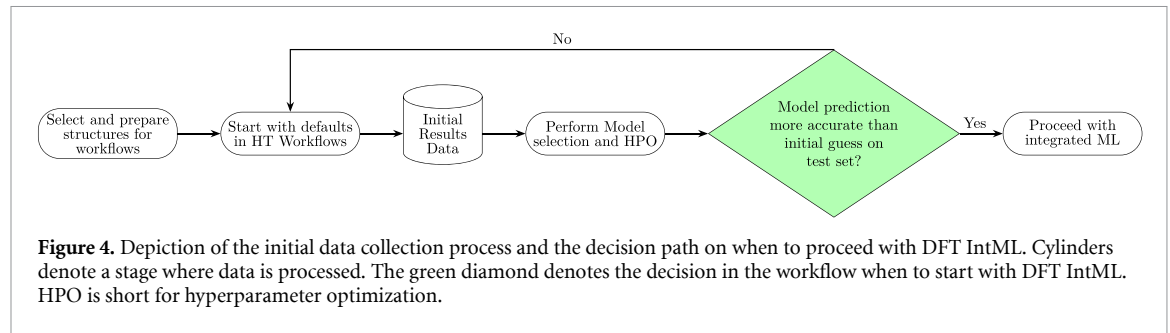 No
Select and prepare
structures for
workflows
Start with defaults
in HT Workflows
Initial
Results
Data
Perform Model
selection and HPO
Model prediction
more accurate than
initial guess on
test set?
Yes
Proceed with
integrated ML
Figure 4. Depiction of the initial data collection process and the decision path on when to proceed with DFT IntML. Cylinders
denote a stage where data is processed. The green diamond denotes the decision in the workflow when to start with DFT IntML.
HPO is short for hyperparameter optimization.